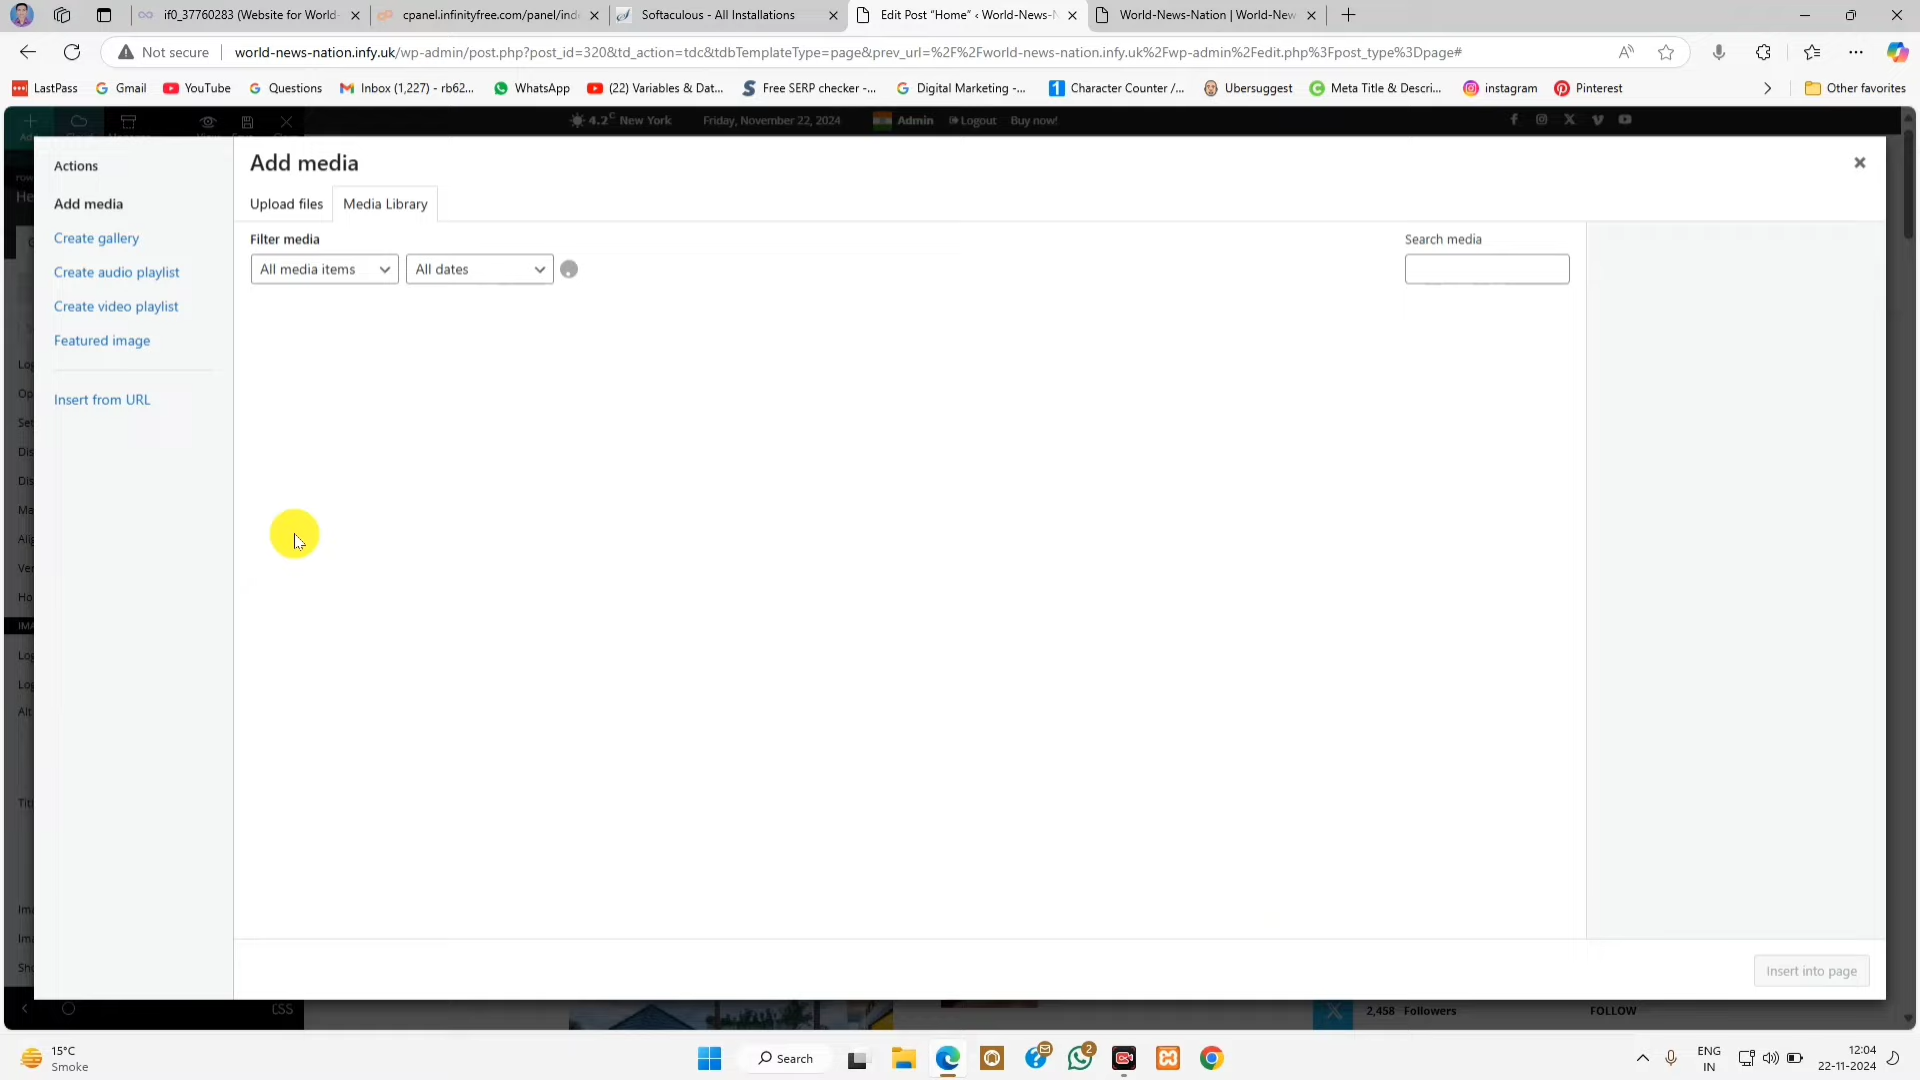 if0_37760283 (Website for World-
cpanel.infinityfree.com/panel/ind
Softaculous - All Installations
Edit Post “Home” ‹ World-News-N
World-News-Nation | World-New
Not secure
world-news-nation.infy.uk/wp-admin/post.php?post_id=320&td_action=tdc&tdbTemplateType=page&prev_url=%2F%2Fworld-news-nation.infy.uk%2Fwp-admin%2Fedit.php%3Fpost_type%3Dpage#
LastPass
Gmail
YouTube
Questions
Inbox (1,227) - rb62...
WhatsApp
(22) Variables & Dat...
Free SERP checker -...
Digital Marketing -...
Character Counter /...
Ubersuggest
Meta Title & Descri...
instagram
Pinterest
Other favorites
4.2 C New York
Friday, November 22, 2024
Admin
Logout
Buy now!
Actions
Add media
Create gallery
Create audio playlist
Create video playlist
Featured image
Insert from URL
Add media
Upload files
Media Library
Filter media
All media items
All dates
Search media
Insert into page
CSS
2,458 Followers
FOLLOW
15°C
Smoke
Search
2
ENG
IN
12:04
22-11-2024